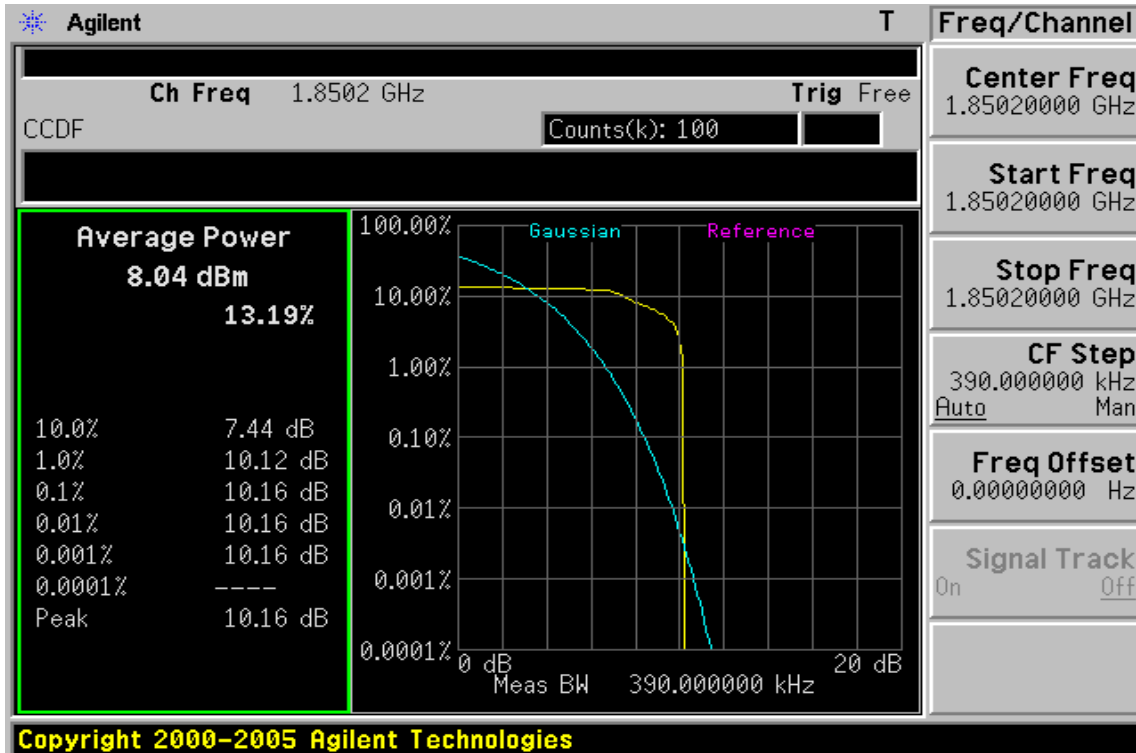 Agilent T
Freq/Channel
Ch Freq 1.8502 GHz Trig Free
CCDF Counts(k): 100
Average Power
8.04 dBm
13.19%
10.0% 7.44 dB
1.0% 10.12 dB
0.1% 10.16 dB
0.01% 10.16 dB
0.001% 10.16 dB
0.0001% ----
Peak 10.16 dB
Gaussian Reference
100.00%
10.00%
1.00%
0.10%
0.01%
0.001%
0.0001%
0 dB 20 dB
Meas BW 390.000000 kHz
Center Freq
1.85020000 GHz
Start Freq
1.85020000 GHz
Stop Freq
1.85020000 GHz
CF Step
390.000000 kHz
Auto Man
Freq Offset
0.00000000 Hz
Signal Track
On Off
Copyright 2000-2005 Agilent Technologies